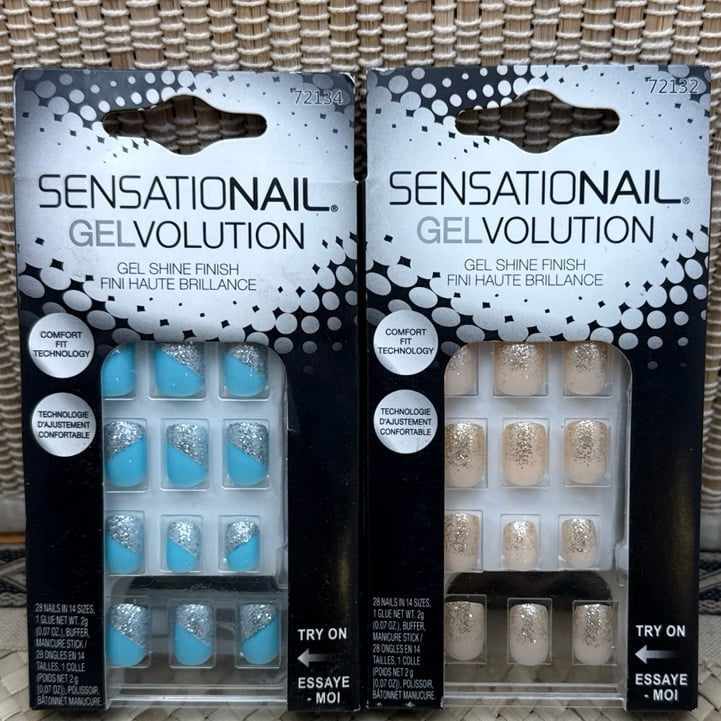 72134
SENSATIONAIL®
GELVOLUTION
GEL SHINE FINISH
FINI HAUTE BRILLANCE
COMFORT
FIT
TECHNOLOGY
TECHNOLOGIE
D'AJUSTEMENT
CONFORTABLE
28 NAILS IN 14 SIZES,
1 GLUE NET WT. 2g
(0.07 OZ.), BUFFER,
MANICURE STICK /
28 ONGLES EN 14
TAILLES, 1 COLLE
(POIDS NET 2 g
(0.07 OZ)), POLISSOIR,
BÂTONNET MANUCURE
TRY ON
ESSAYE
- MOI
72132
SENSATIONAIL®
GELVOLUTION
GEL SHINE FINISH
FINI HAUTE BRILLANCE
COMFORT
FIT
TECHNOLOGY
TECHNOLOGIE
D'AJUSTEMENT
CONFORTABLE
28 NAILS IN 14 SIZES,
1 GLUE NET WT. 2g
(0.07 OZ.), BUFFER,
MANICURE STICK /
28 ONGLES EN 14
TAILLES, 1 COLLE
(POIDS NET 2 g
(0.07 OZ)), POLISSOIR,
BÂTONNET MANUCURE
TRY ON
ESSAYE
- MOI